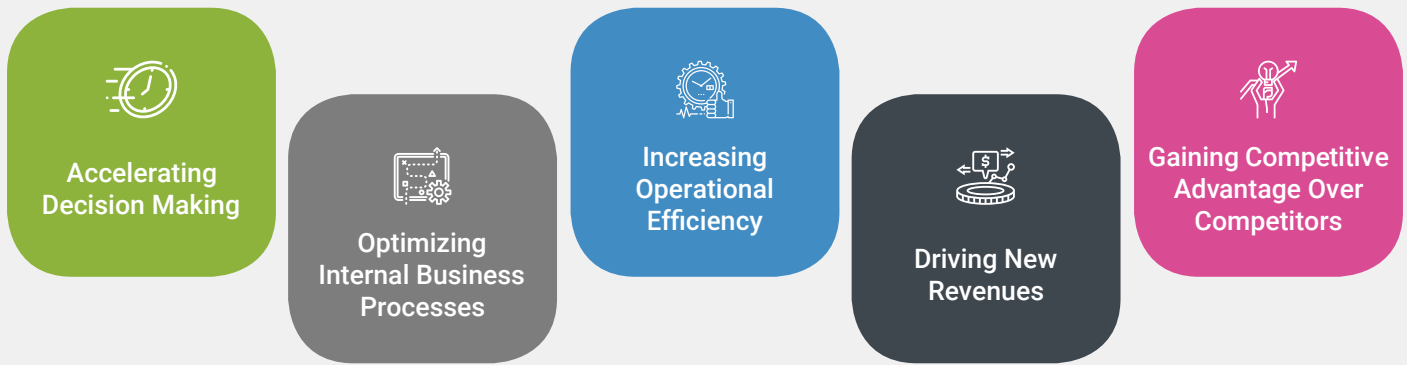 Accelerating
Decision Making
Optimizing
Internal Business
Processes
Increasing
Operational
Efficiency
$
Driving New
Revenues
Gaining Competitive
Advantage Over
Competitors